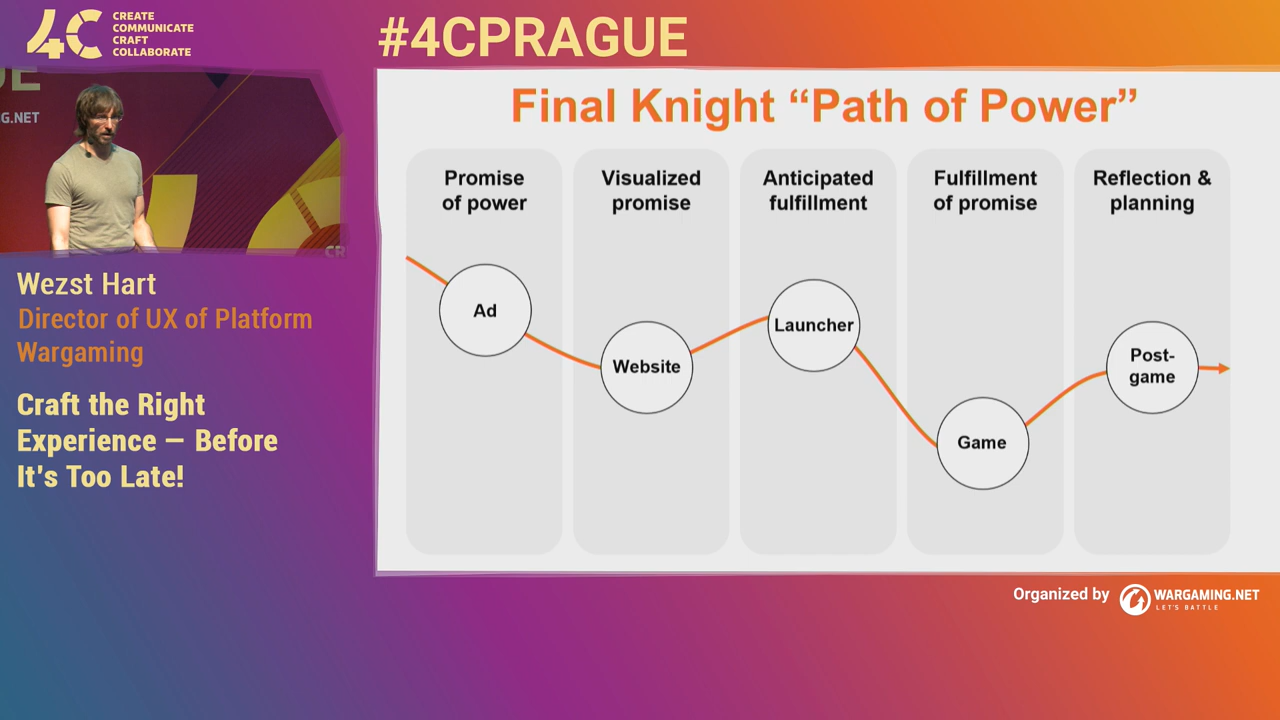 4C
CREATE
COMMUNICATE
CRAFT
COLLABORATE
#4CPRAGUE
G.NET
CR
Wezst Hart
Director of UX of Platform
Wargaming
Craft the Right
Experience — Before
It's Too Late!
Final Knight “Path of Power”
Promise
of power
Visualized
promise
Anticipated
fulfillment
Fulfillment
of promise
Reflection &
planning
Ad
Website
Launcher
Game
Post-
game
Organized by
WARGAMING.NET
LET'S BATTLE